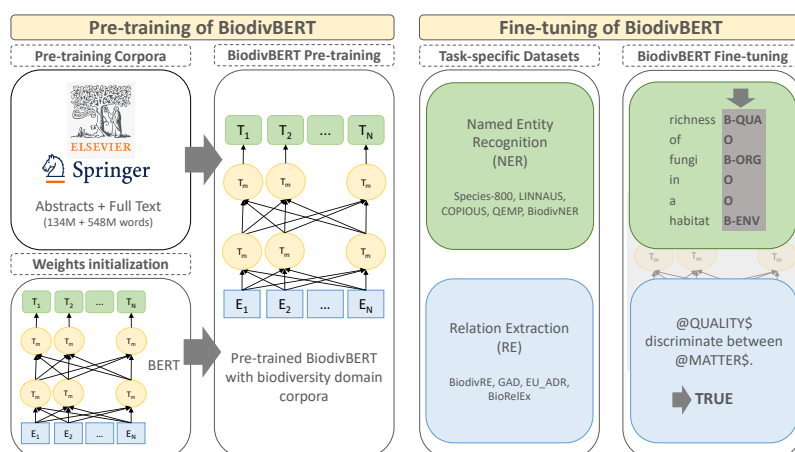 Pre-training of BiodivBERT
Pre-training Corpora
ELSEVIER
Springer
Abstracts + Full Text
(134M + 548M words)
Weights initialization
T1 T2 ... TN
Tm Tm Tm
BERT
Tm Tm Tm
E1 E2 ... EN
BiodivBERT Pre-training
T1 T2 ... TN
Tm Tm Tm
Tm Tm Tm
E1 E2 ... EN
Pre-trained BiodivBERT
with biodiversity domain
corpora
Fine-tuning of BiodivBERT
Task-specific Datasets
Named Entity
Recognition
(NER)
Species-800, LINNAUS,
COPIOUS, QEMP, BiodivNER
Relation Extraction
(RE)
BiodivRE, GAD, EU_ADR,
BioRelEx
BiodivBERT Fine-tuning
richness B-QUA
of O
fungi B-ORG
in O
a O
habitat B-ENV
Tm Tm Tm
@QUALITY$
discriminate between
@MATTER$.
TRUE